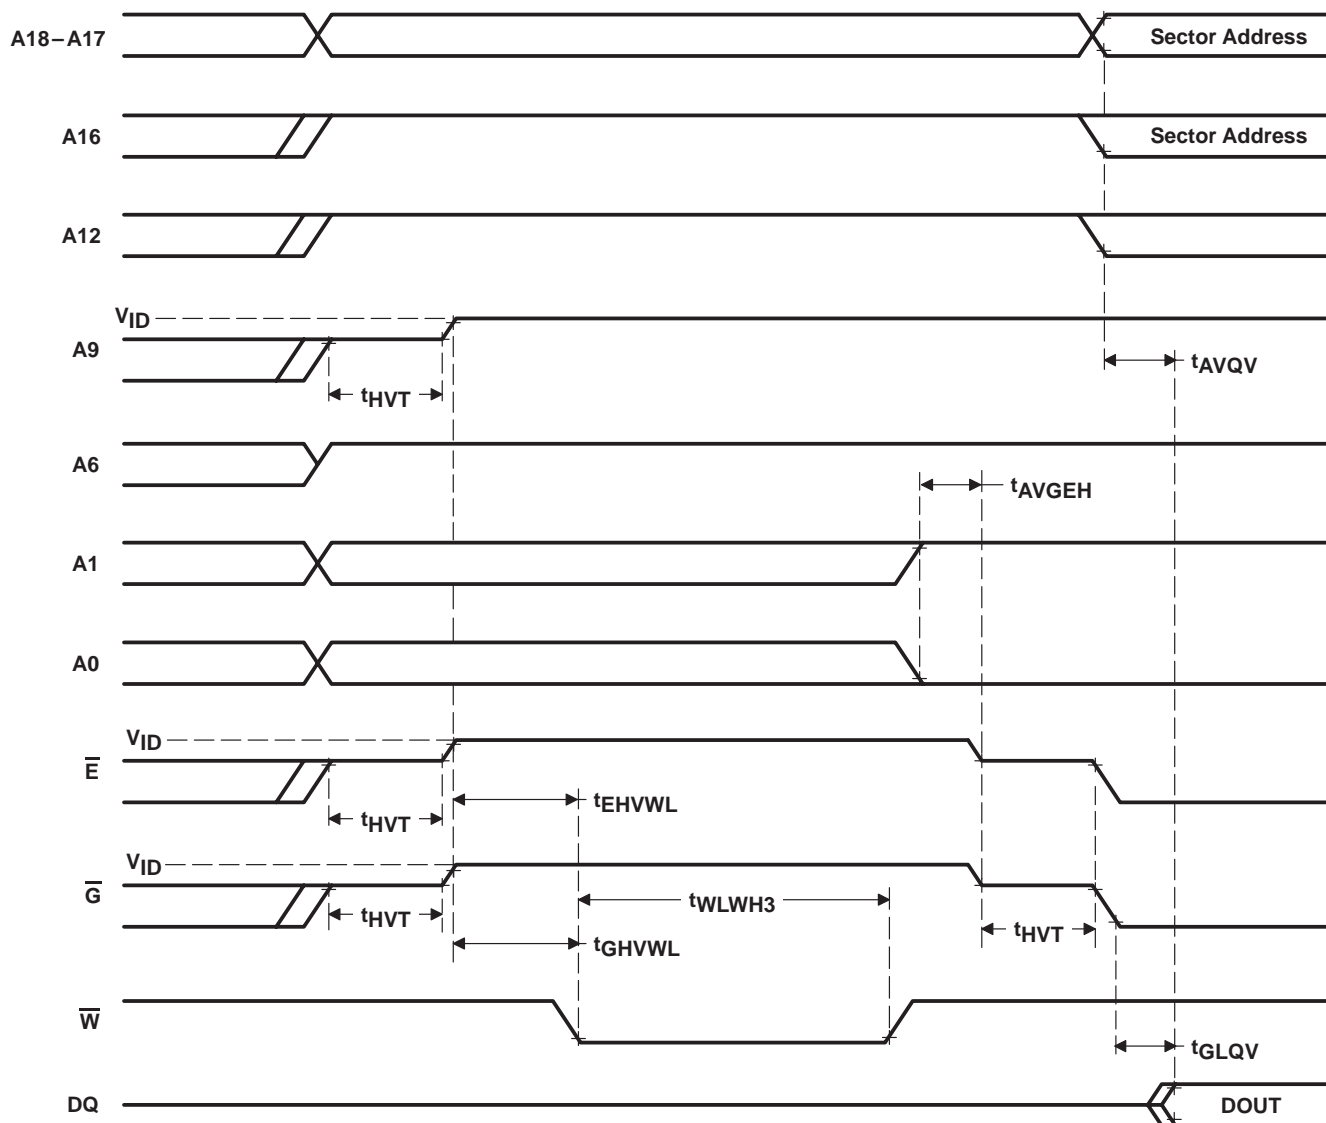 A18–A17
Sector Address
A16
Sector Address
A12
VID
A9
tHVT
tAVQV
A6
tAVGEH
A1
A0
VID
E̅
tHVT
tEHVWL
VID
G̅
tHVT
tWLWH3
tGHVWL
tHVT
W̅
tGLQV
DQ
DOUT